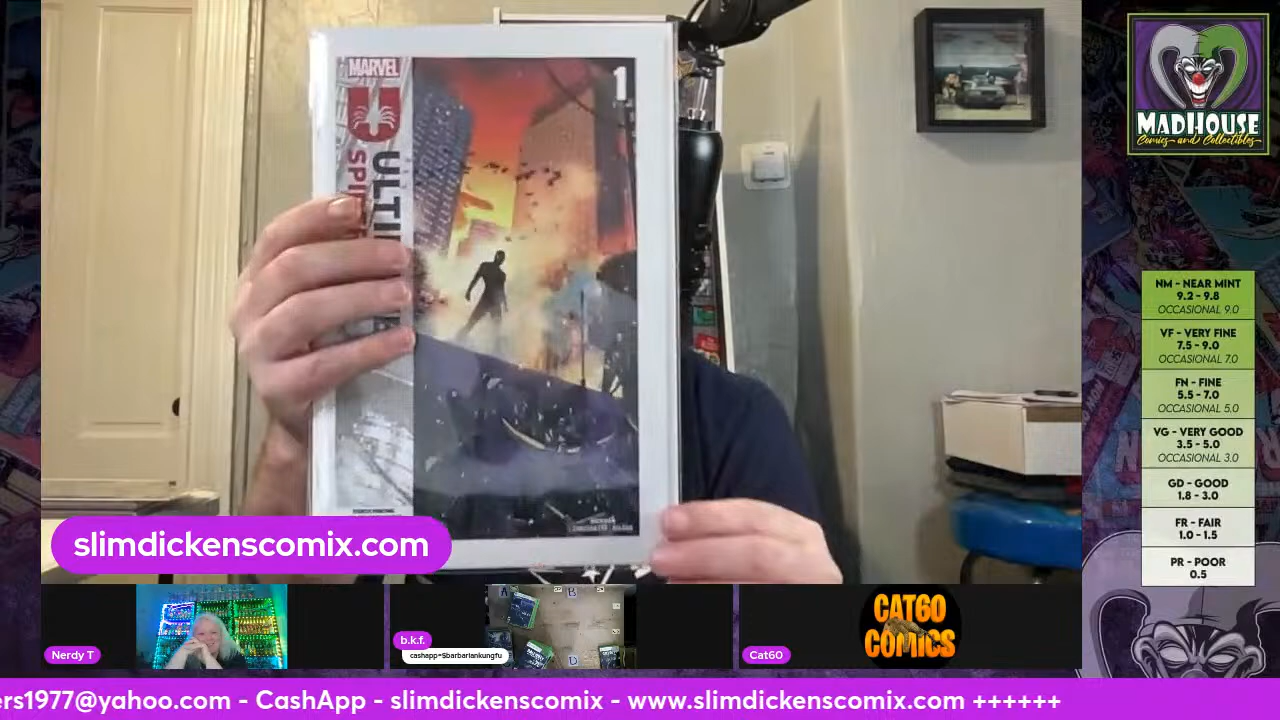 MARVEL
1
ULTI
SPI
slimdickenscomix.com
MADHOUSE
Comics and Collectibles
NM - NEAR MINT
9.2 - 9.8
OCCASIONAL 9.0
VF - VERY FINE
7.5 - 9.0
OCCASIONAL 7.0
FN - FINE
5.5 - 7.0
OCCASIONAL 5.0
VG - VERY GOOD
3.5 - 5.0
OCCASIONAL 3.0
GD - GOOD
1.8 - 3.0
FR - FAIR
1.0 - 1.5
PR - POOR
0.5
Nerdy T
A
B
D
b.k.f.
cashapp=$barbariankungfu
Cat60
CAT60
COMICS
ers1977@yahoo.com - CashApp - slimdickenscomix - www.slimdickenscomix.com ++++++